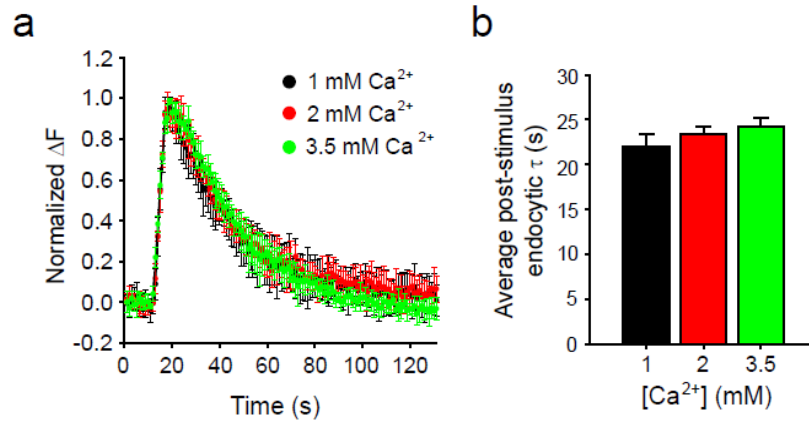 a
1.2
1.0
0.8
0.6
0.4
0.2
0.0
-0.2
Normalized ΔF
1 mM Ca²⁺
2 mM Ca²⁺
3.5 mM Ca²⁺
0 20 40 60 80 100 120
Time (s)
b
30
25
20
15
10
5
0
Average post-stimulus
endocytic τ (s)
1 2 3.5
[Ca²⁺] (mM)